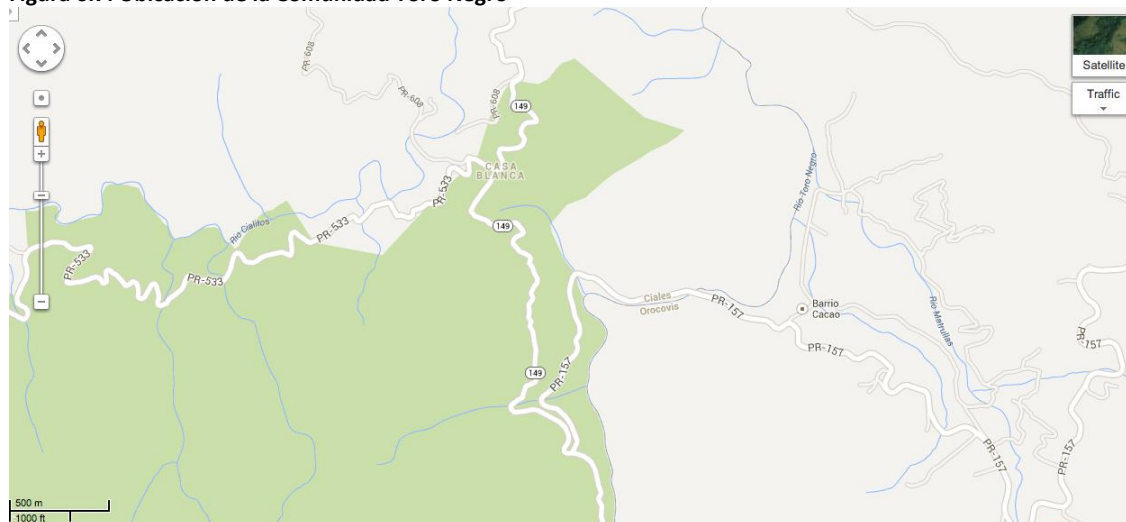 Figura Ubicación de la Comunidad Toro Negro
Satellite
Traffic
PR-608
PR-608
PR-608
149
CASA
BLANCA
PR-533
PR-533
Río Cialitos
PR-533
PR-533
149
Río Toro Negro
Ciales
Orocovis
PR-157
Barrio
Cacao
Río Matrullas
PR-157
PR-157
149
PR-157
PR-157
PR-157
500 m
1000 ft